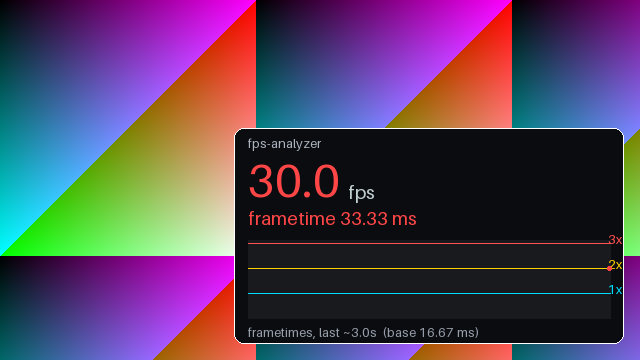 fps-analyzer
30.0 fps
frametime 33.33 ms
3x
2x
1x
frametimes, last ~3.0s (base 16.67 ms)